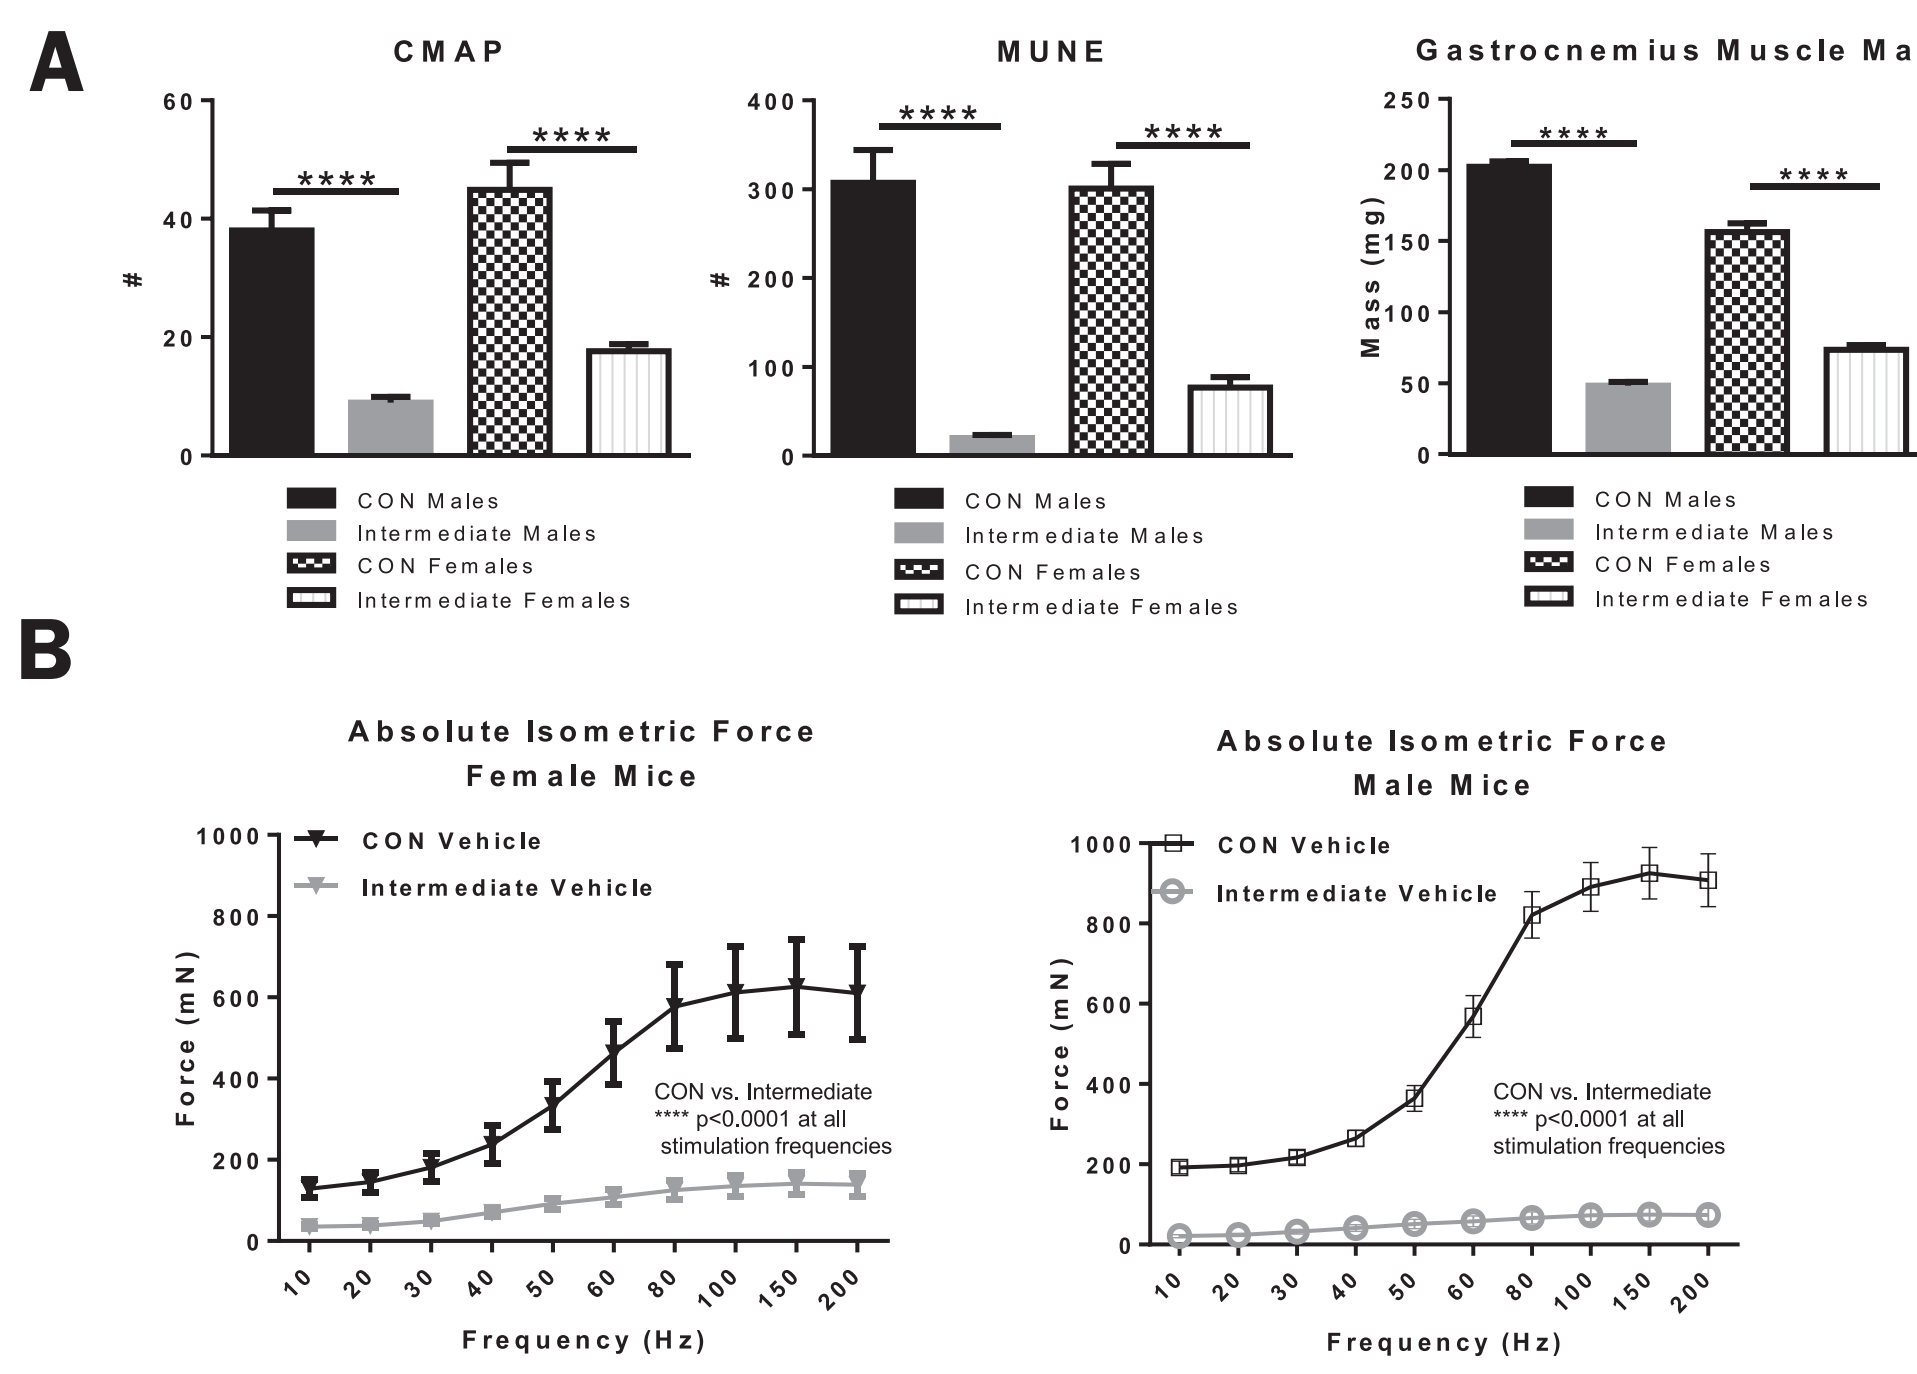 A
CMAP
60
40
20
0
#
****
****
CON Males
Intermediate Males
CON Females
Intermediate Females
MUNE
400
300
200
100
0
#
****
****
CON Males
Intermediate Males
CON Females
Intermediate Females
Gastrocnemius Muscle Ma
250
200
150
100
50
0
Mass (mg)
****
****
CON Males
Intermediate Males
CON Females
Intermediate Females
B
Absolute Isometric Force
Female Mice
1000
800
600
400
200
0
Force (mN)
CON Vehicle
Intermediate Vehicle
CON vs. Intermediate
**** p<0.0001 at all
stimulation frequencies
10 20 30 40 50 60 80 100 150 200
Frequency (Hz)
Absolute Isometric Force
Male Mice
1000
800
600
400
200
0
Force (mN)
CON Vehicle
Intermediate Vehicle
CON vs. Intermediate
**** p<0.0001 at all
stimulation frequencies
10 20 30 40 50 60 80 100 150 200
Frequency (Hz)